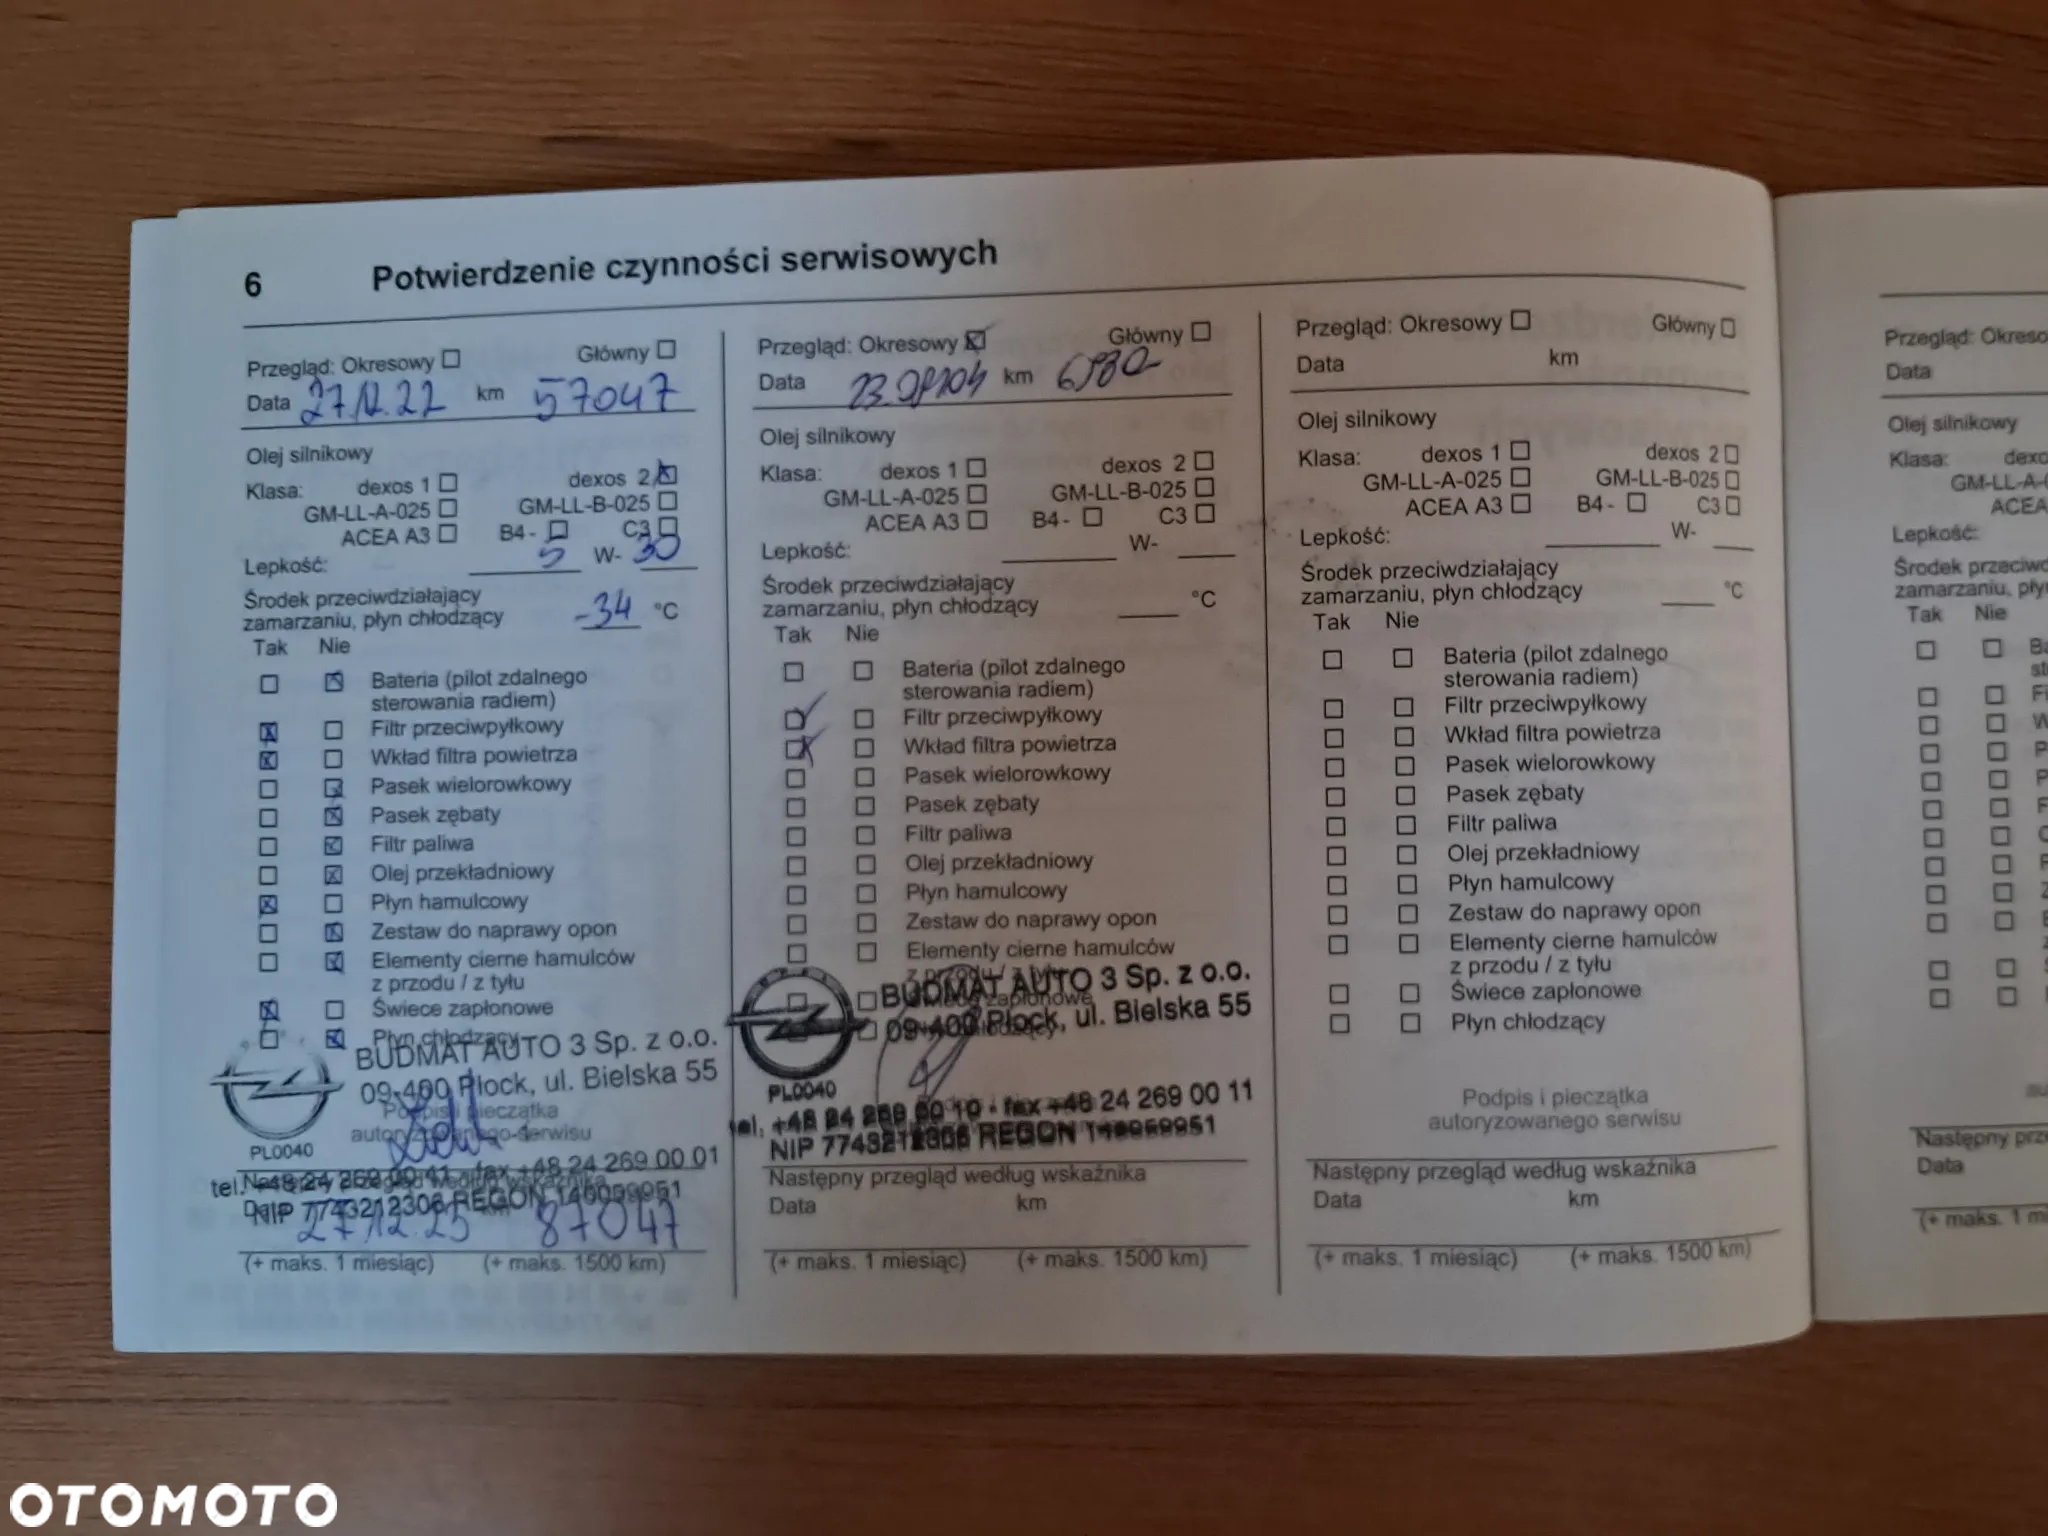 6 Potwierdzenie czynności serwisowych
Przegląd: Okresowy Główny
Data 27.12.22 km 57047
Olej silnikowy
Klasa: dexos 1 dexos 2
GM-LL-A-025 GM-LL-B-025
ACEA A3 B4- C3
Lepkość: 5 W- 30
Środek przeciwdziałający
zamarzaniu, płyn chłodzący -34 °C
Tak Nie
Bateria (pilot zdalnego
sterowania radiem)
Filtr przeciwpyłkowy
Wkład filtra powietrza
Pasek wielorowkowy
Pasek zębaty
Filtr paliwa
Olej przekładniowy
Płyn hamulcowy
Zestaw do naprawy opon
Elementy cierne hamulców
z przodu / z tyłu
Świece zapłonowe
Płyn chłodzący
BUDMAT AUTO 3 Sp. z o.o.
09-400 Płock, ul. Bielska 55
Podpis i pieczątka
autoryzowanego serwisu
PL0040
tel. +48 24 269 00 fax +48 24 269 00 01
NIP 7743212306 REGON
27.12.23 87047
(+ maks. 1 miesiąc) (+ maks. 1500 km)
Przegląd: Okresowy Główny
Data km
Olej silnikowy
Klasa: dexos 1 dexos 2
GM-LL-A-025 GM-LL-B-025
ACEA A3 B4- C3
Lepkość: W-
Środek przeciwdziałający
zamarzaniu, płyn chłodzący °C
Tak Nie
Bateria (pilot zdalnego
sterowania radiem)
Filtr przeciwpyłkowy
Wkład filtra powietrza
Pasek wielorowkowy
Pasek zębaty
Filtr paliwa
Olej przekładniowy
Płyn hamulcowy
Zestaw do naprawy opon
Elementy cierne hamulców
z przodu / z tyłu
BUDMAT AUTO 3 Sp. z o.o.
09-400 Płock, ul. Bielska 55
PL0040
tel. +48 24 269 00 10 - fax +48 24 269 00 11
NIP 7743212306 REGON
Następny przegląd według wskaźnika
Data km
(+ maks. 1 miesiąc) (+ maks. 1500 km)
Przegląd: Okresowy Główny
Data km
Olej silnikowy
Klasa: dexos 1 dexos 2
GM-LL-A-025 GM-LL-B-025
ACEA A3 B4- C3
Lepkość: W-
Środek przeciwdziałający
zamarzaniu, płyn chłodzący °C
Tak Nie
Bateria (pilot zdalnego
sterowania radiem)
Filtr przeciwpyłkowy
Wkład filtra powietrza
Pasek wielorowkowy
Pasek zębaty
Filtr paliwa
Olej przekładniowy
Płyn hamulcowy
Zestaw do naprawy opon
Elementy cierne hamulców
z przodu / z tyłu
Świece zapłonowe
Płyn chłodzący
Podpis i pieczątka
autoryzowanego serwisu
Następny przegląd według wskaźnika
Data km
(+ maks. 1 miesiąc) (+ maks. 1500 km)
Przegląd:
Data
Olej silnikowy
Klasa:
Lepkość:
Środek
Tak Nie
Następny
Data
(+ maks. 1
OTOMOTO